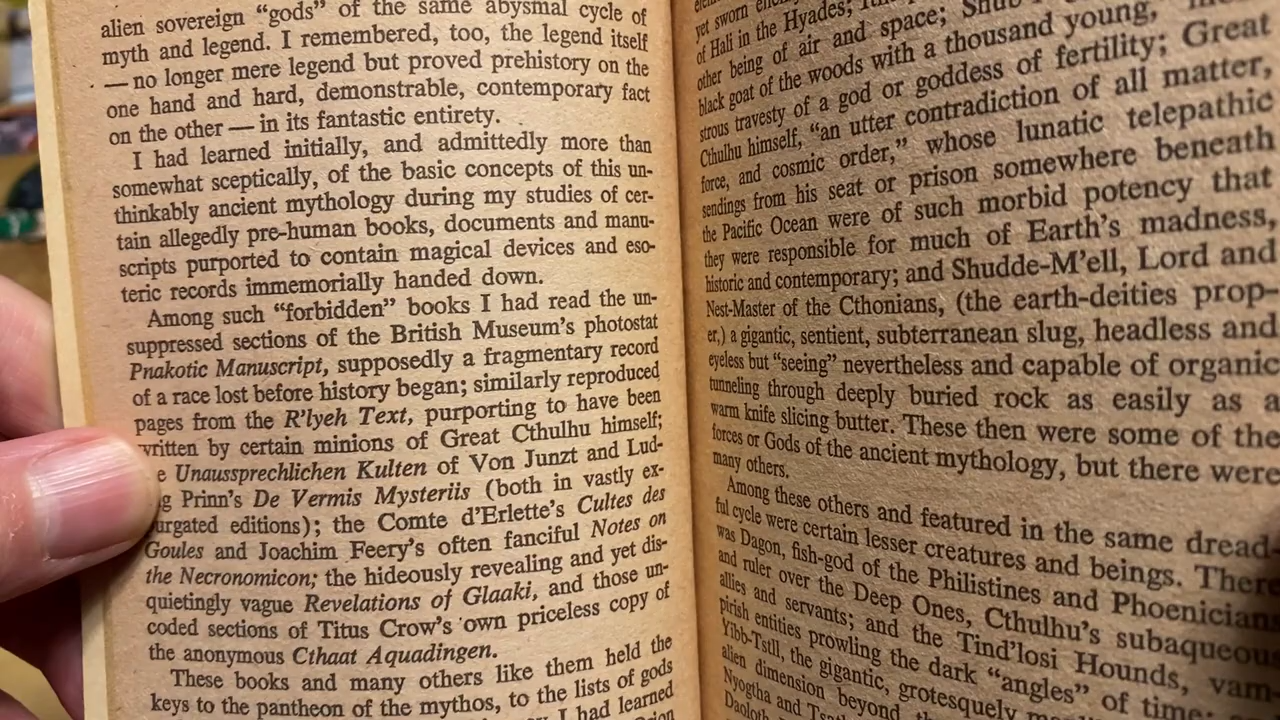 alien sovereign “gods” of the same abysmal cycle of
myth and legend. I remembered, too, the legend itself
— no longer mere legend but proved prehistory on the
one hand and hard, demonstrable, contemporary fact
on the other — in its fantastic entirety.
I had learned initially, and admittedly more than
somewhat sceptically, of the basic concepts of this un-
thinkably ancient mythology during my studies of cer-
tain allegedly pre-human books, documents and manu-
scripts purported to contain magical devices and eso-
teric records immemorially handed down.
Among such “forbidden” books I had read the un-
suppressed sections of the British Museum’s photostat
Pnakotic Manuscript, supposedly a fragmentary record
of a race lost before history began; similarly reproduced
pages from the R’lyeh Text, purporting to have been
written by certain minions of Great Cthulhu himself;
e Unaussprechlichen Kulten of Von Junzt and Lud-
g Prinn’s De Vermis Mysteriis (both in vastly ex-
urgated editions); the Comte d’Erlette’s Cultes des
Goules and Joachim Feery’s often fanciful Notes on
the Necronomicon; the hideously revealing and yet dis-
quietingly vague Revelations of Glaaki, and those un-
coded sections of Titus Crow’s own priceless copy of
the anonymous Cthaat Aquadingen.
These books and many others like them held the
keys to the pantheon of the mythos, to the lists of gods
I had learned
yet sworn
of Hali in the Hyades;
other being of air and space;
black goat of the woods with a thousand young,
strous travesty of a god or goddess of fertility; Great
Cthulhu himself, “an utter contradiction of all matter,
force, and cosmic order,” whose lunatic telepathic
sendings from his seat or prison somewhere beneath
the Pacific Ocean were of such morbid potency that
they were responsible for much of Earth’s madness,
historic and contemporary; and Shudde-M’ell, Lord and
Nest-Master of the Cthonians, (the earth-deities prop-
er,) a gigantic, sentient, subterranean slug, headless and
eyeless but “seeing” nevertheless and capable of organic
tunneling through deeply buried rock as easily as a
warm knife slicing butter. These then were some of the
forces or Gods of the ancient mythology, but there were
many others.
Among these others and featured in the same dread-
ful cycle were certain lesser creatures and beings. There
was Dagon, fish-god of the Philistines and Phoenicians
and ruler over the Deep Ones, Cthulhu’s subaqueous
allies and servants; and the Tind’losi Hounds, vam-
pirish entities prowling the dark “angles” of time;
Yibb-Tstll, the gigantic, grotesquely
alien dimension beyond
Nyogtha and
Daoloth